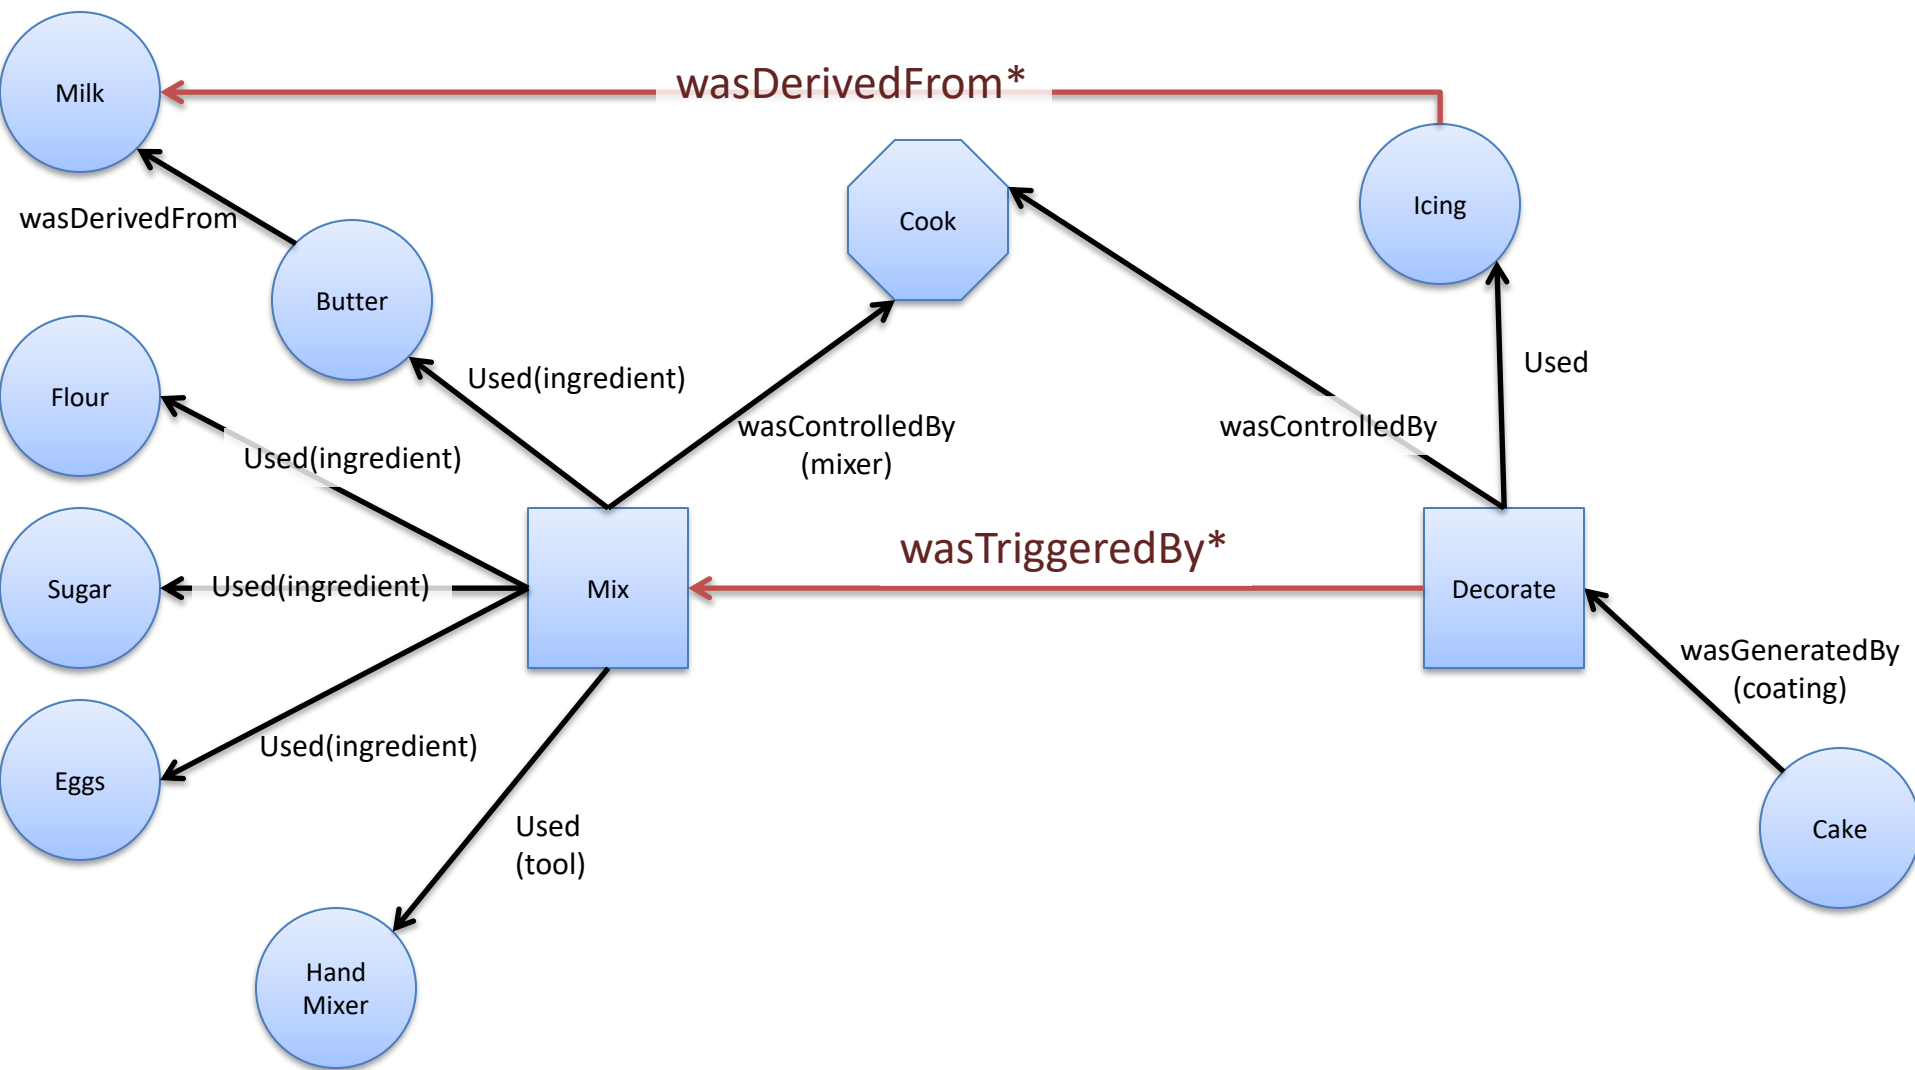 wasDerivedFrom*
Milk
Icing
Cook
wasDerivedFrom
Butter
Used
Used(ingredient)
Flour
wasControlledBy
(mixer)
wasControlledBy
Used(ingredient)
wasTriggeredBy*
Sugar
Used(ingredient)
Mix
Decorate
wasGeneratedBy
(coating)
Used(ingredient)
Eggs
Used
(tool)
Cake
Hand
Mixer